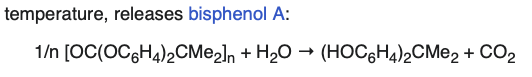 temperature, releases bisphenol A:
1/n [OC(OC₆H₄)₂CMe₂]ₙ + H₂O → (HOC₆H₄)₂CMe₂ + CO₂